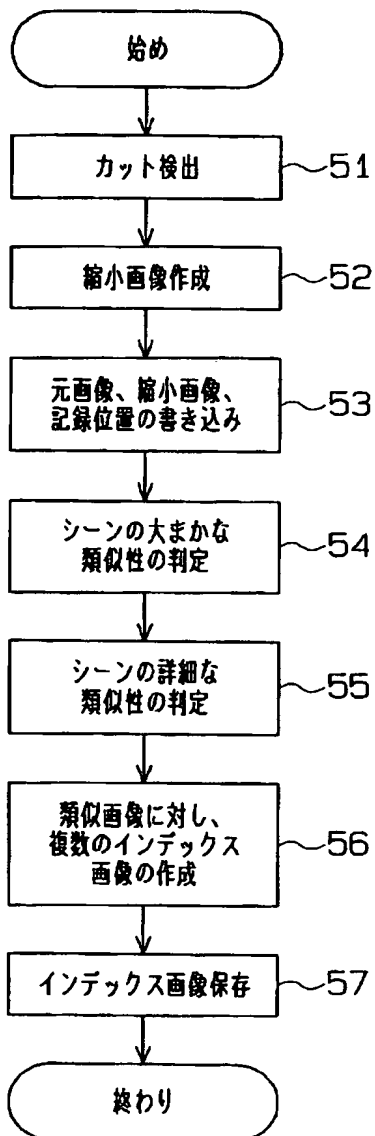 始め
カット検出
51
縮小画像作成
52
元画像、縮小画像、
記録位置の書き込み
53
シーンの大まかな
類似性の判定
54
シーンの詳細な
類似性の判定
55
類似画像に対し、
複数のインデックス
画像の作成
56
インデックス画像保存
57
終わり